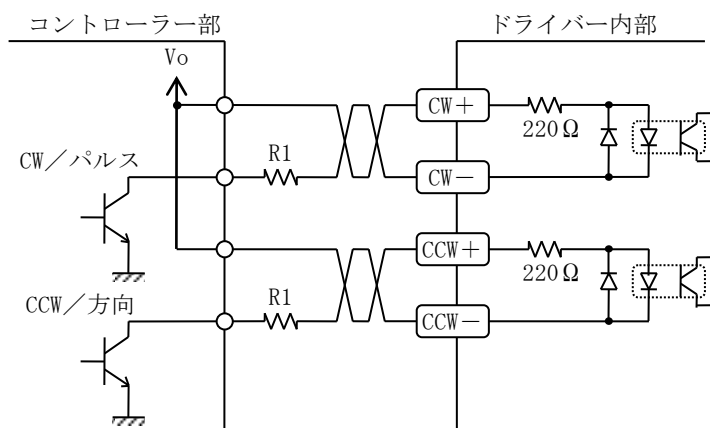 コントローラー部
ドライバー内部
Vo
CW+
220Ω
CW/パルス
R1
CW-
CCW+
220Ω
CCW/方向
R1
CCW-